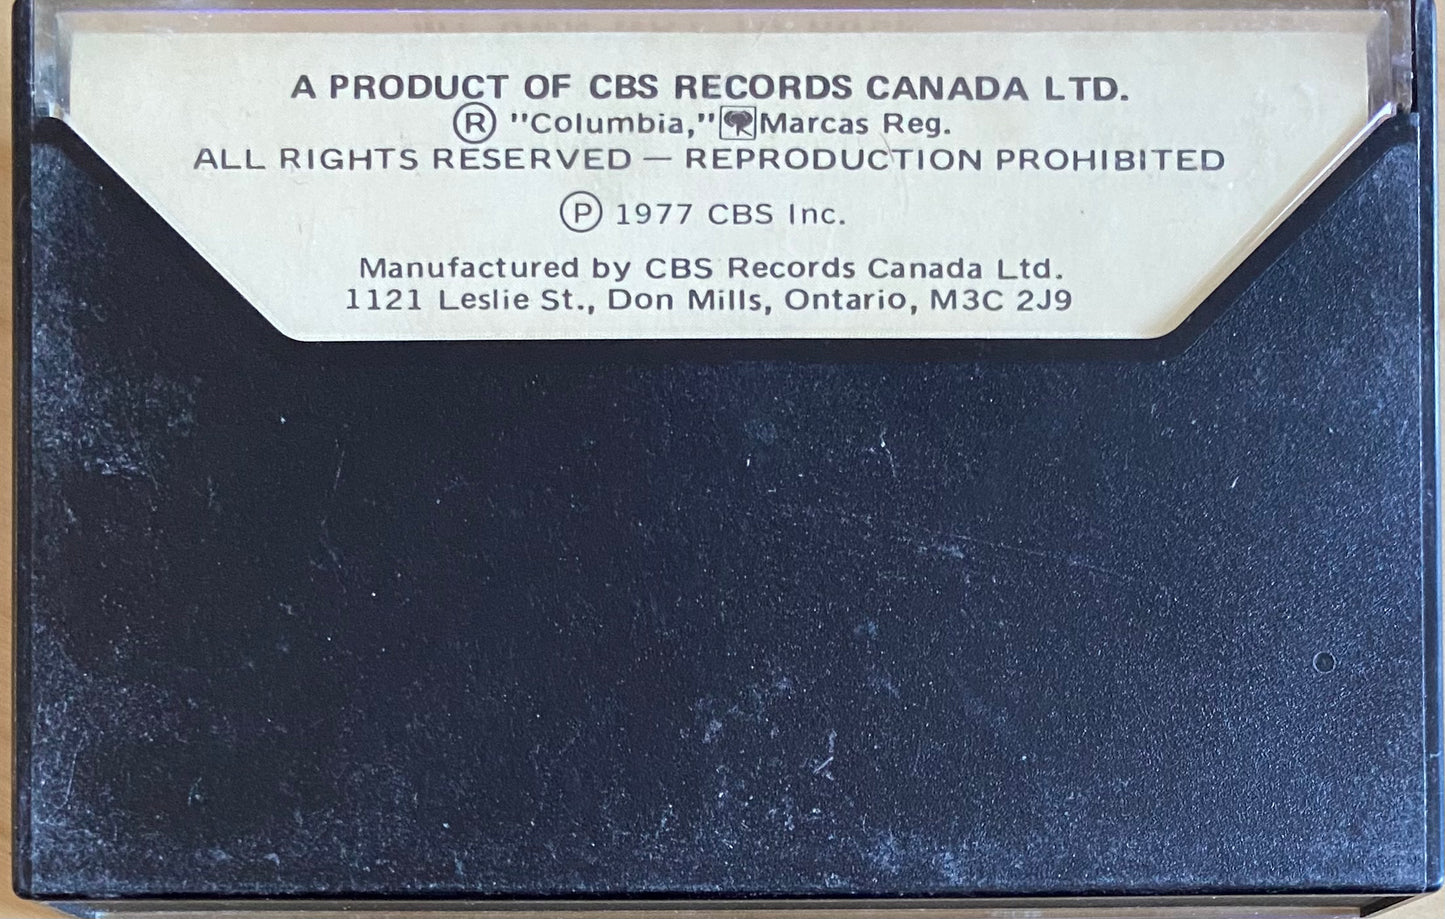 A PRODUCT OF CBS RECORDS CANADA LTD.
® "Columbia," Marcas Reg.
ALL RIGHTS RESERVED — REPRODUCTION PROHIBITED
℗ 1977 CBS Inc.
Manufactured by CBS Records Canada Ltd.
1121 Leslie St., Don Mills, Ontario, M3C 2J9